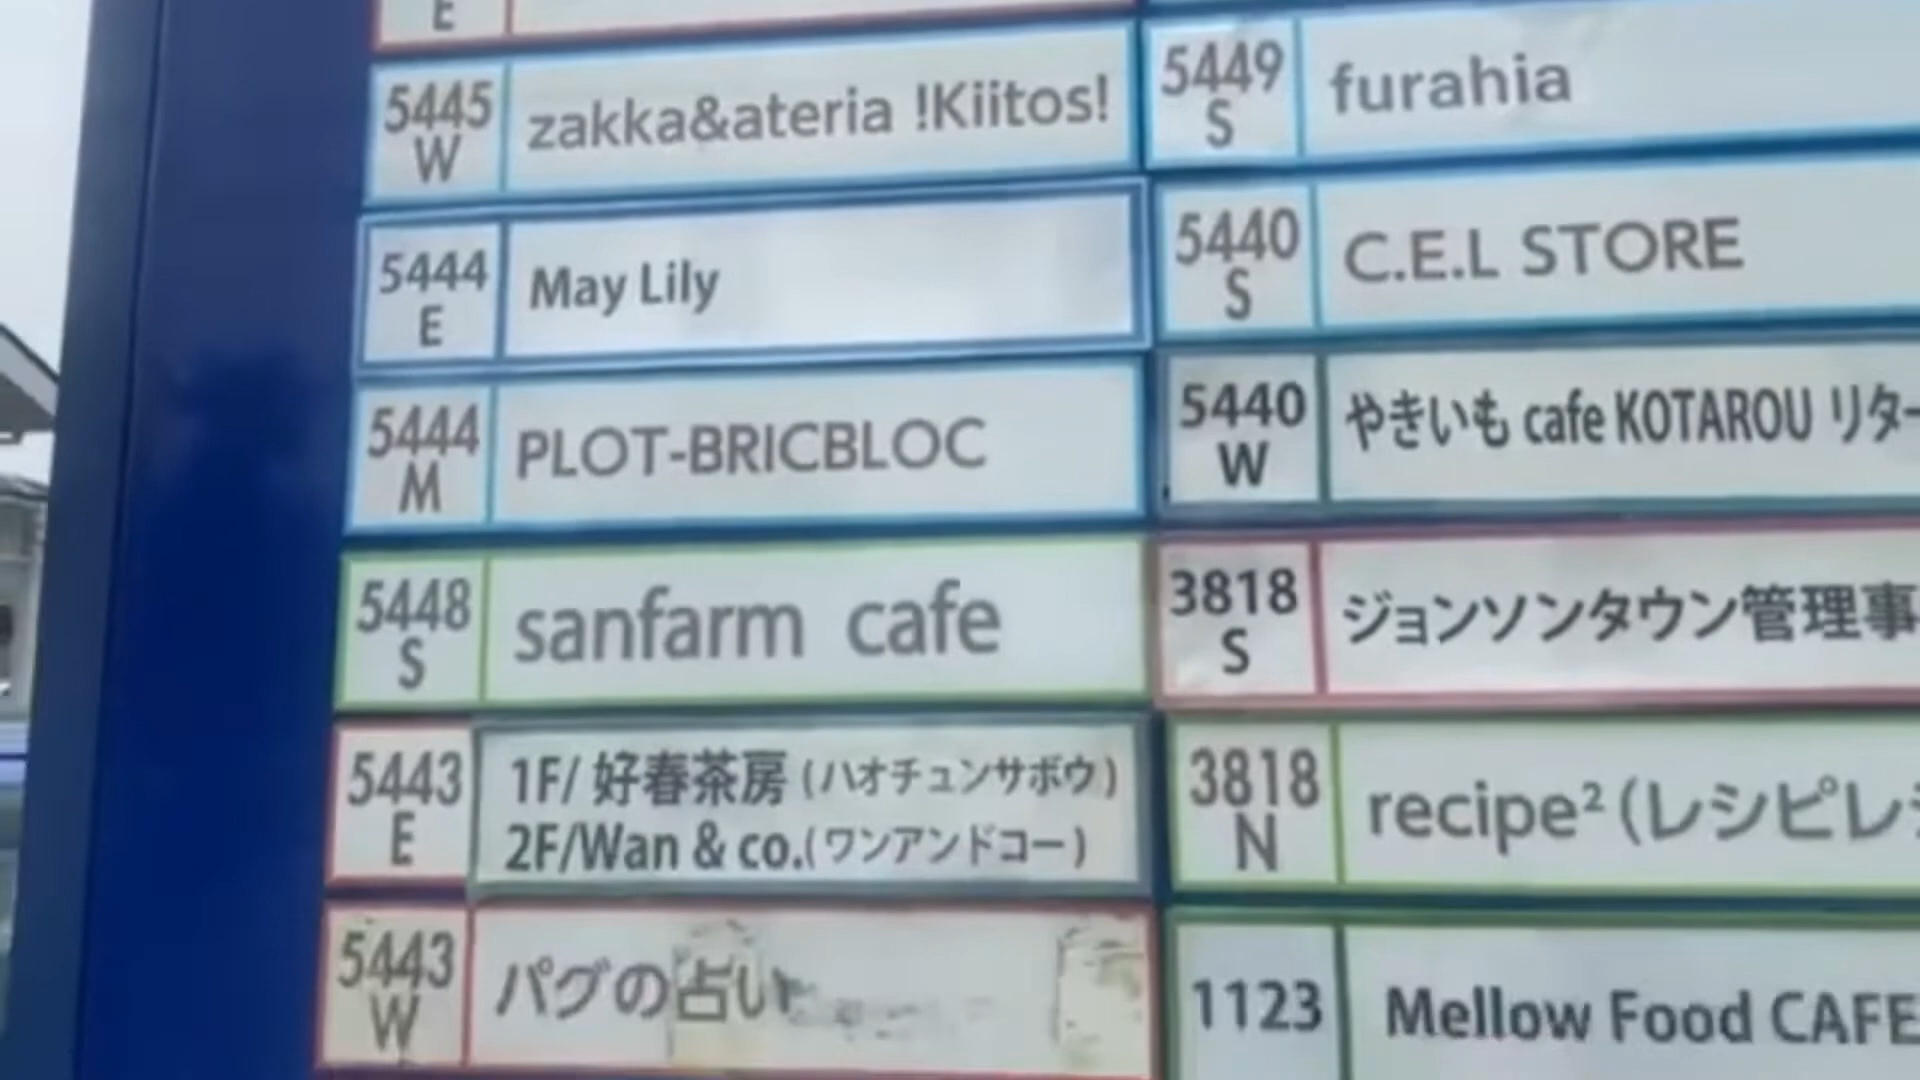 E
5445 W zakka&ateria !Kiitos!
5444 E May Lily
5444 M PLOT-BRICBLOC
5448 S sanfarm cafe
5443 E 1F/ 好春茶房 (ハオチュンサボウ)
2F/Wan & co.(ワンアンドコー)
5443 W パグの占い
5449 S furahia
5440 S C.E.L STORE
5440 W やきいも cafe KOTAROU リター
3818 S ジョンソンタウン管理事
3818 N recipe² (レシピレ
1123 Mellow Food CAFE